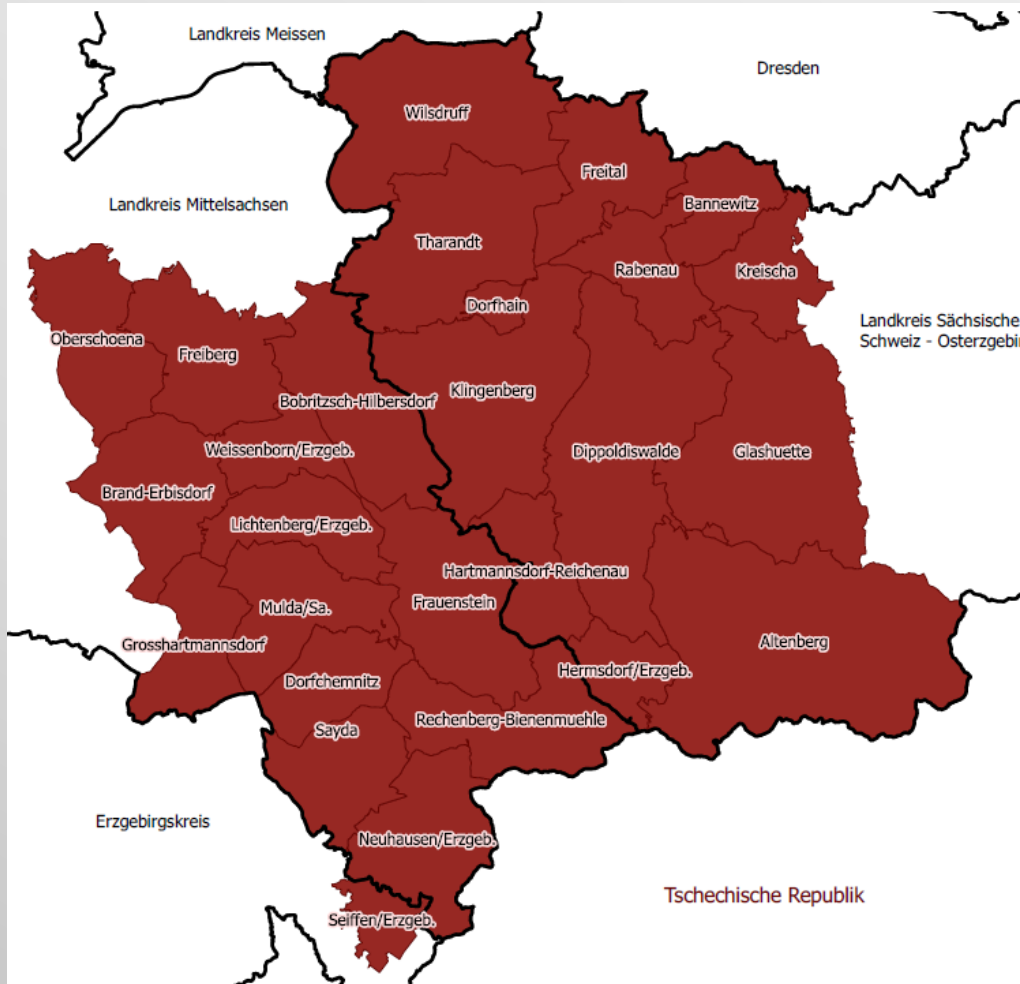 Landkreis Meissen
Dresden
Wilsdruff
Freital
Landkreis Mittelsachsen
Bannewitz
Tharandt
Rabenau
Kreischa
Dorfhain
Landkreis Sächsische
Schweiz - Osterzgebir
Oberschoena
Freiberg
Klingenberg
Bobritzsch-Hilbersdorf
Weissenborn/Erzgeb.
Dippoldiswalde
Glashuette
Brand-Erbisdorf
Lichtenberg/Erzgeb.
Hartmannsdorf-Reichenau
Frauenstein
Mulda/Sa.
Grosshartmannsdorf
Altenberg
Hermsdorf/Erzgeb.
Dorfchemnitz
Rechenberg-Bienenmuehle
Sayda
Erzgebirgskreis
Neuhausen/Erzgeb.
Tschechische Republik
Seiffen/Erzgeb.